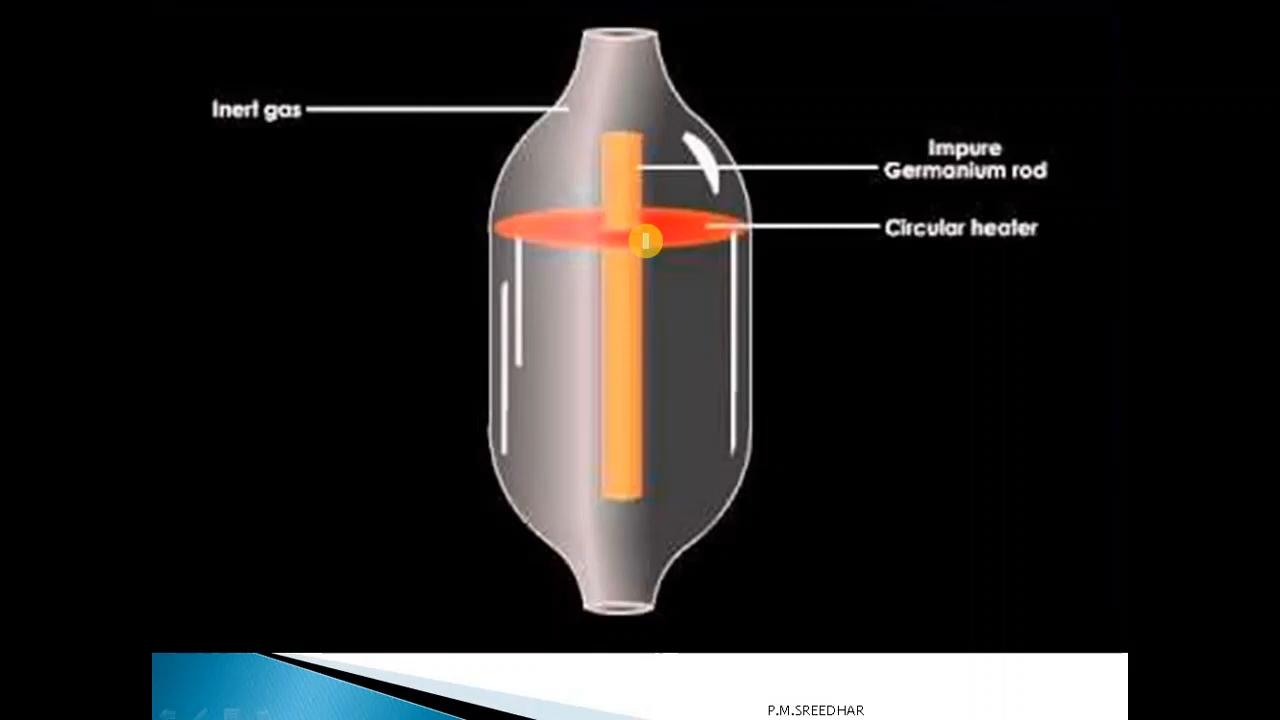 Inert gas
Impure
Germanium rod
Circular heater
P.M.SREEDHAR